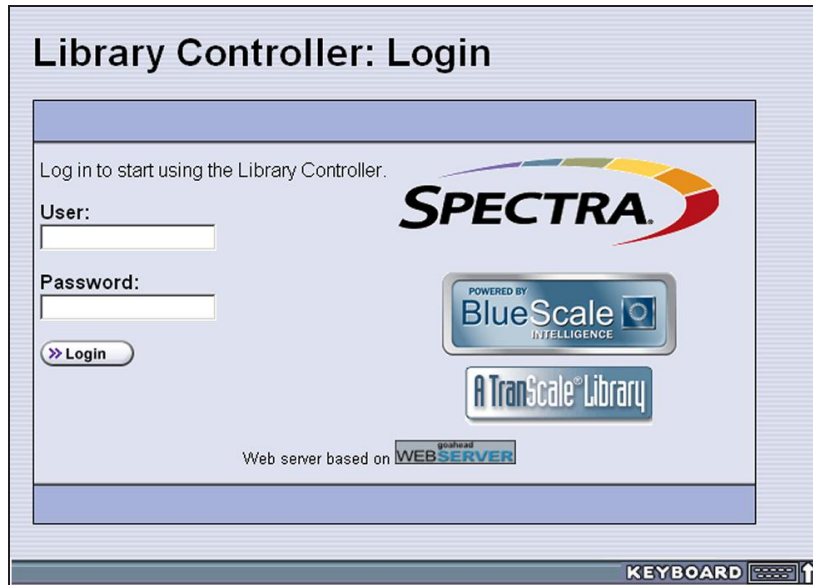 Library Controller: Login
Log in to start using the Library Controller.
SPECTRA.
User:
Password:
POWERED BY
BlueScale
INTELLIGENCE
>> Login
A TranScale® Library
Web server based on goahead WEBSERVER
KEYBOARD